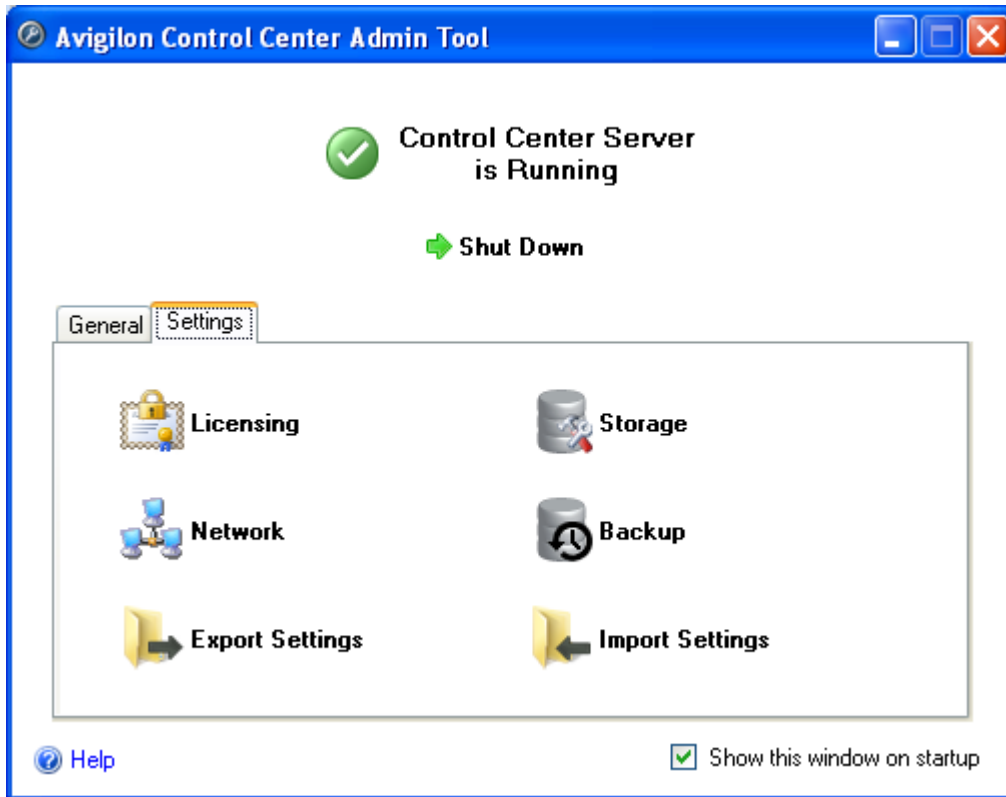 Avigilon Control Center Admin Tool
Control Center Server
is Running
Shut Down
General
Settings
Licensing
Storage
Network
Backup
Export Settings
Import Settings
Help
Show this window on startup